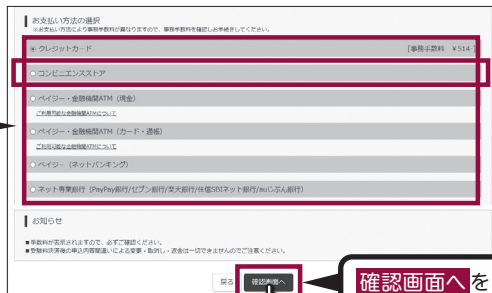 お支払い方法の選択
※お支払い方法により事務手数料が異なりますので、事務手数料を確認しお手続きしてください。
クレジットカード [事務手数料 ¥514-]
コンビニエンスストア
ペイジー・金融機関ATM（現金）
ご利用可能な金融機関ATMについて
ペイジー・金融機関ATM（カード・通帳）
ご利用可能な金融機関ATMについて
ペイジー（ネットバンキング）
ネット専業銀行（PayPay銀行/セブン銀行/楽天銀行/住信SBIネット銀行/auじぶん銀行）
お知らせ
■手数料が表示されますので、必ずご確認ください。
■受験料決済後の申込内容間違いによる変更・取消し・返金は一切できませんのでご注意ください。
戻る 確認画面へ
確認画面へを